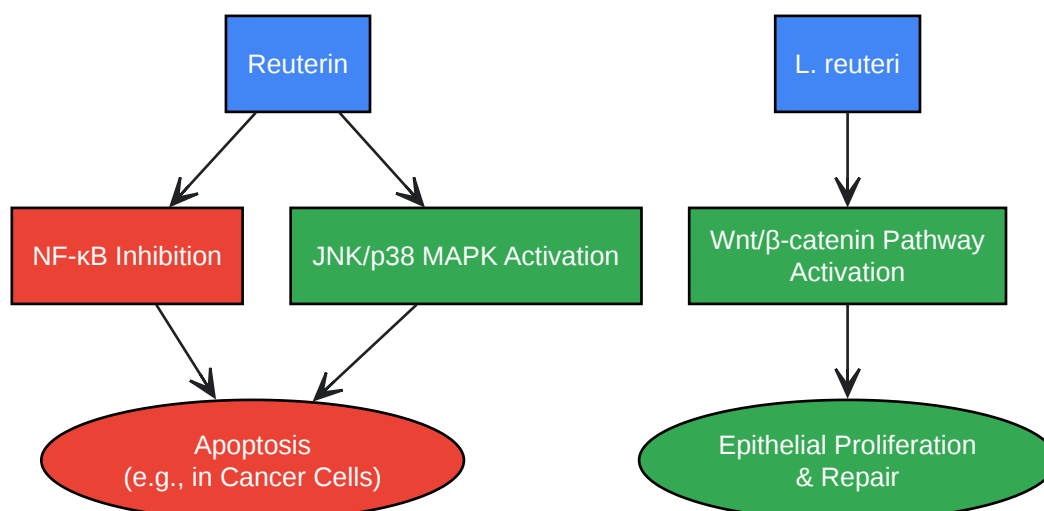 Reuterin
L. reuteri
NF-κB Inhibition
JNK/p38 MAPK Activation
Wnt/β-catenin Pathway
Activation
Apoptosis
(e.g., in Cancer Cells)
Epithelial Proliferation
& Repair